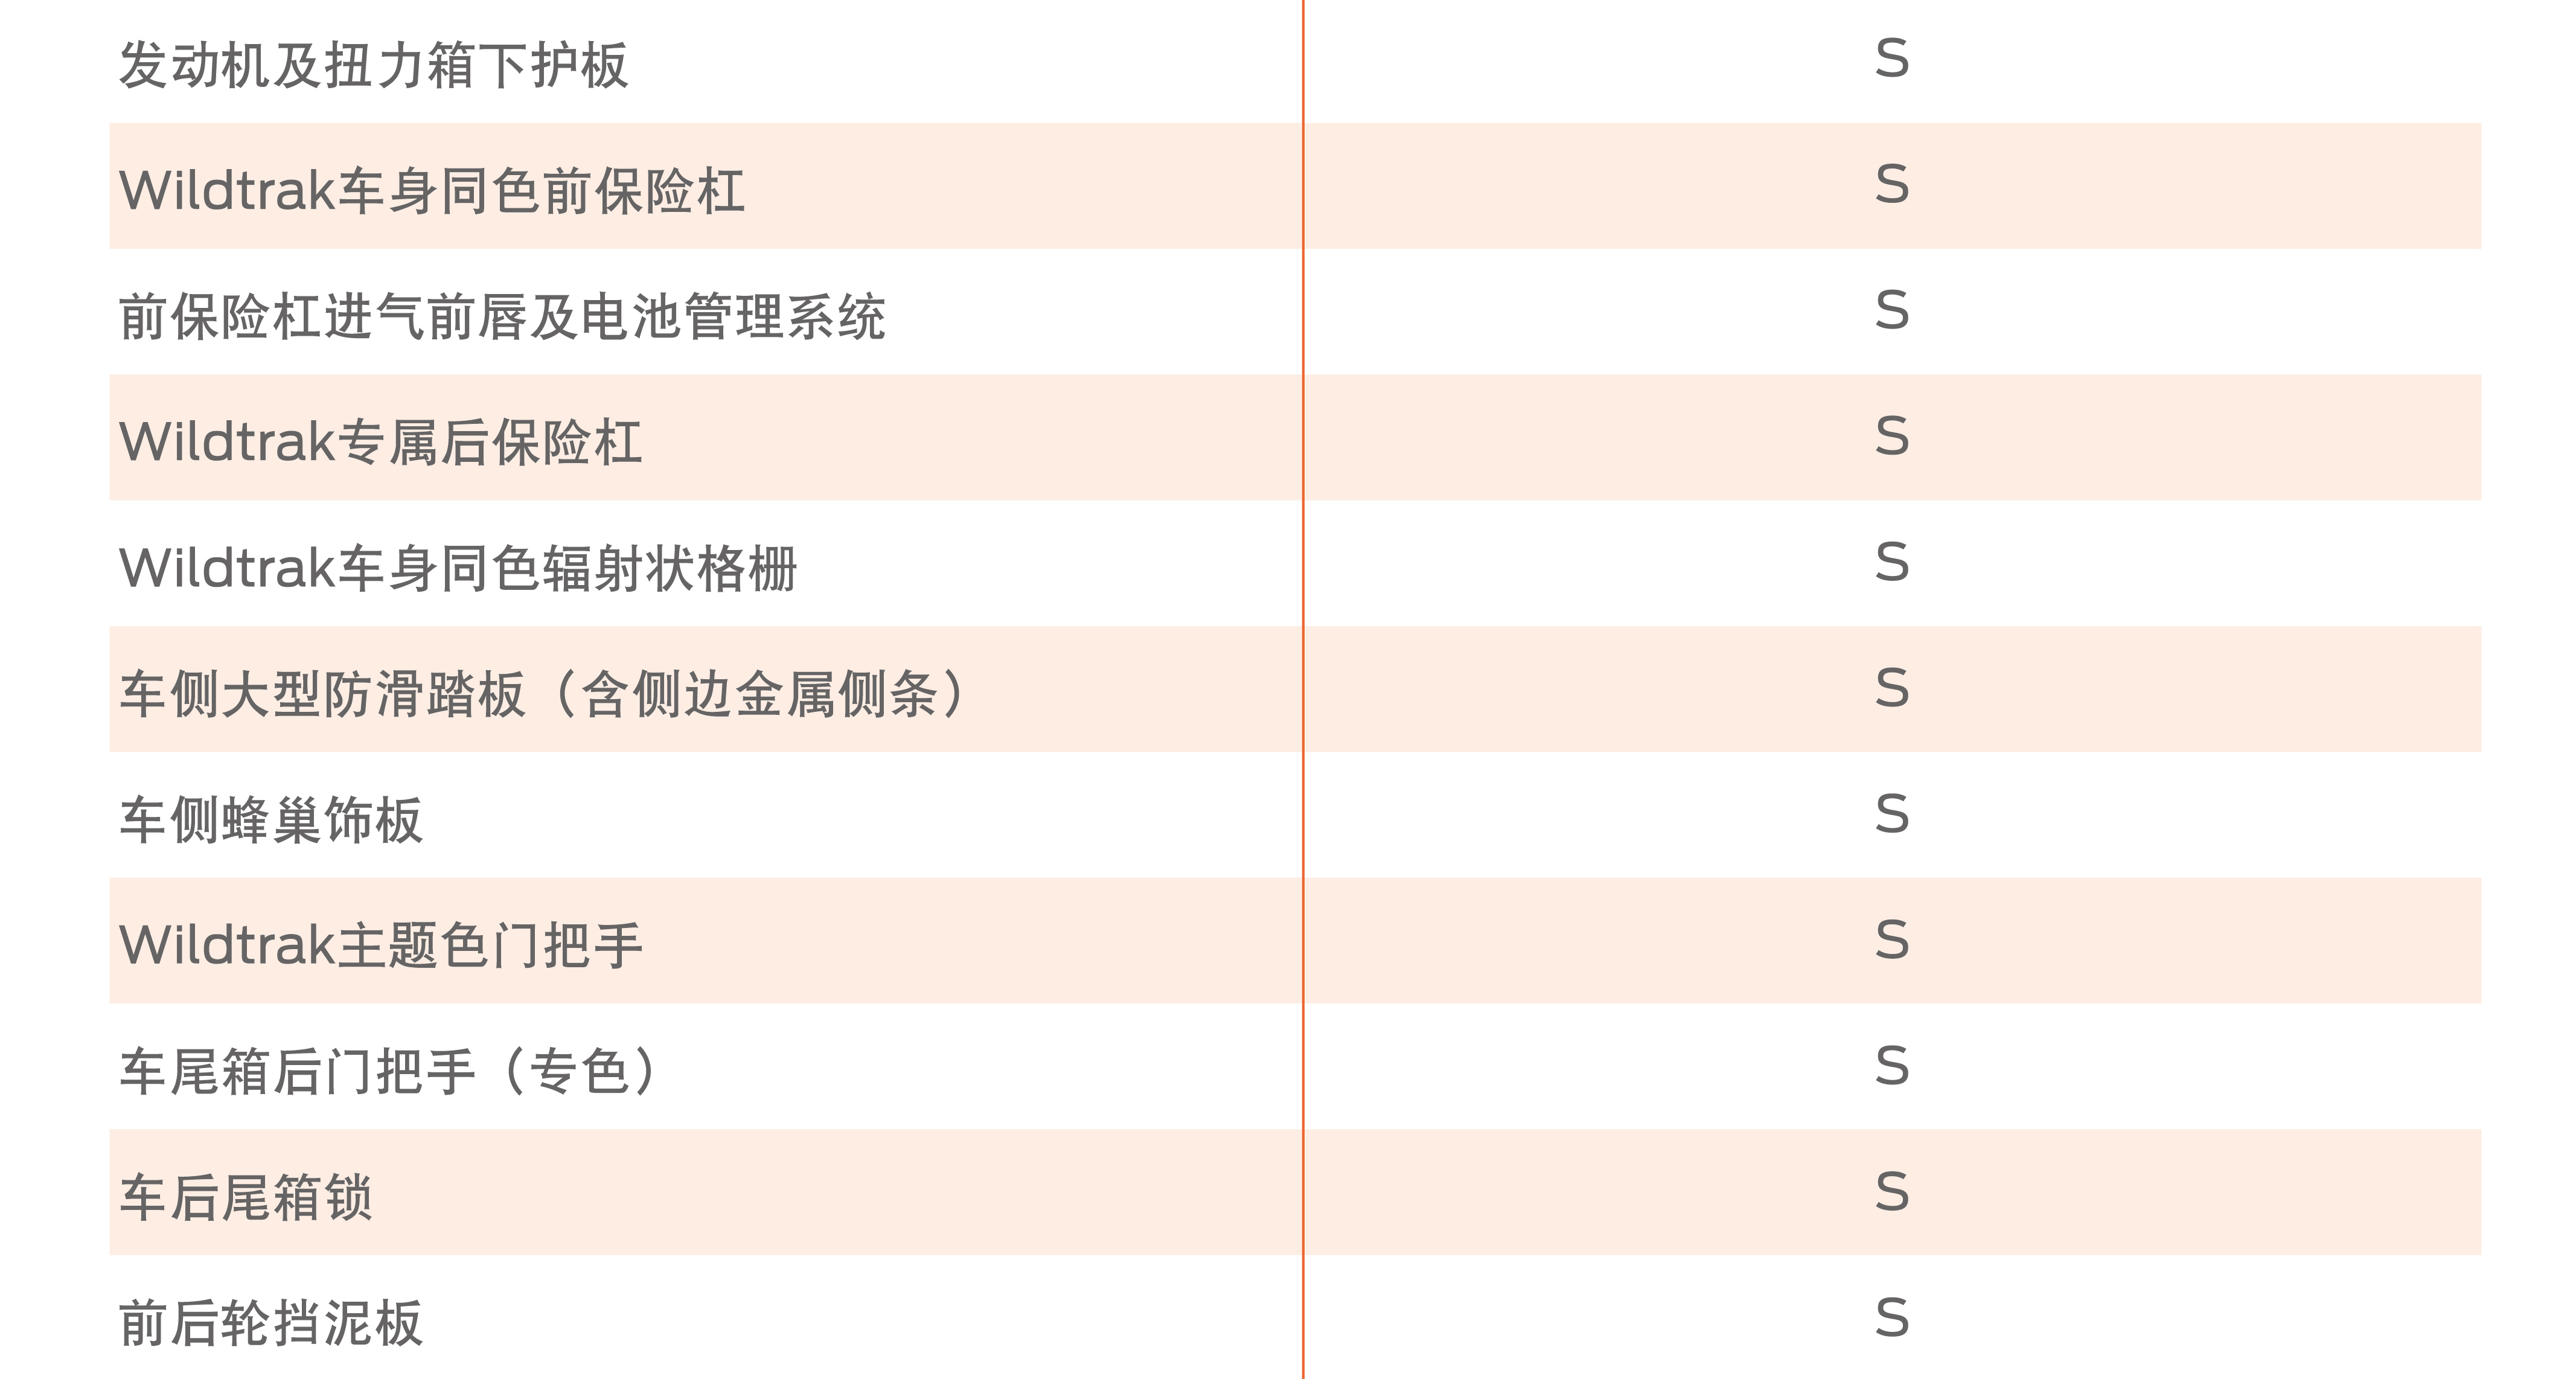 发动机及扭力箱下护板 S
Wildtrak车身同色前保险杠 S
前保险杠进气前唇及电池管理系统 S
Wildtrak专属后保险杠 S
Wildtrak车身同色辐射状格栅 S
车侧大型防滑踏板（含侧边金属侧条） S
车侧蜂巢饰板 S
Wildtrak主题色门把手 S
车尾箱后门把手（专色） S
车后尾箱锁 S
前后轮挡泥板 S